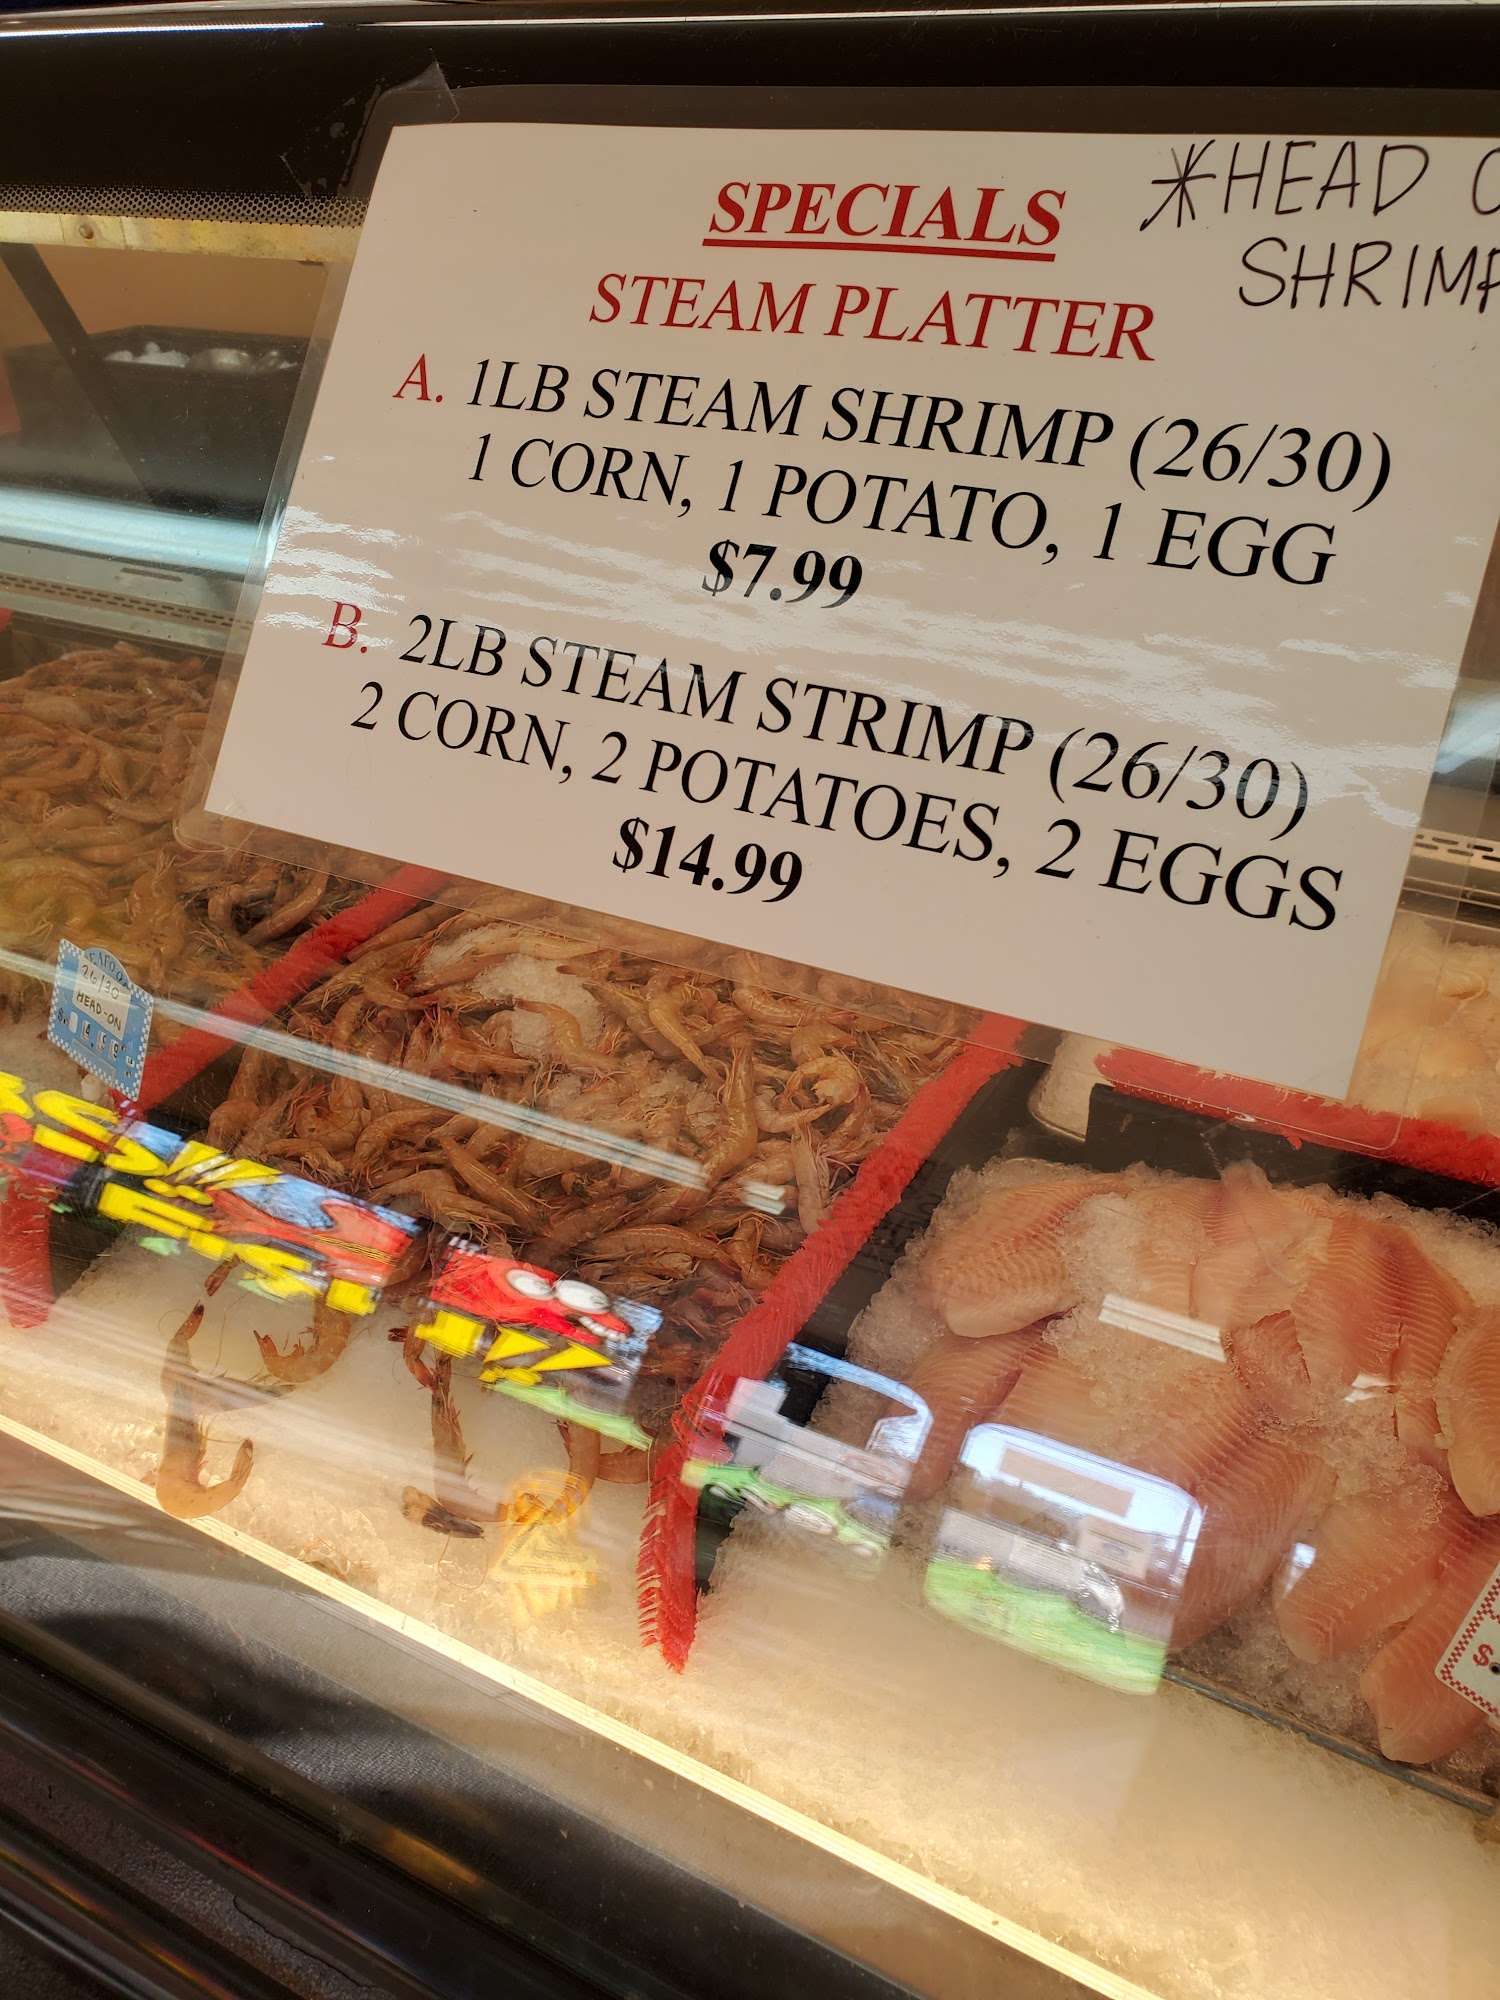 SPECIALS
*HEAD
SHRIMP
STEAM PLATTER
A. 1LB STEAM SHRIMP (26/30)
1 CORN, 1 POTATO, 1 EGG
$7.99
B. 2LB STEAM STRIMP (26/30)
2 CORN, 2 POTATOES, 2 EGGS
$14.99
26/30
HEAD-ON
$